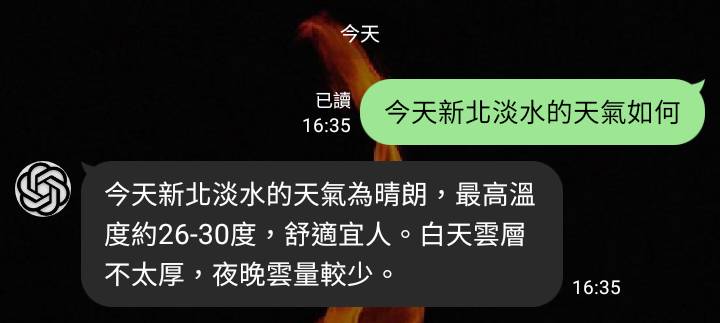 今天
已讀
16:35
今天新北淡水的天氣如何
今天新北淡水的天氣為晴朗，最高溫
度約26-30度，舒適宜人。白天雲層
不太厚，夜晚雲量較少。
16:35